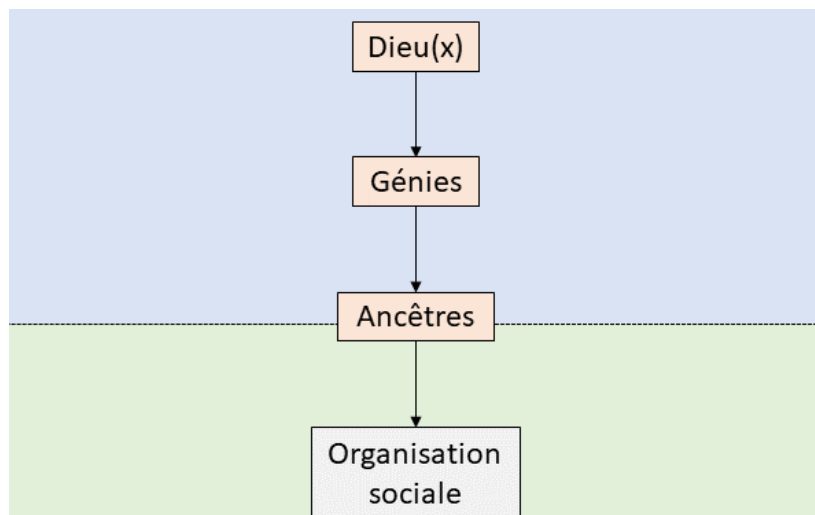 Dieu(x)
Génies
Ancêtres
Organisation
sociale